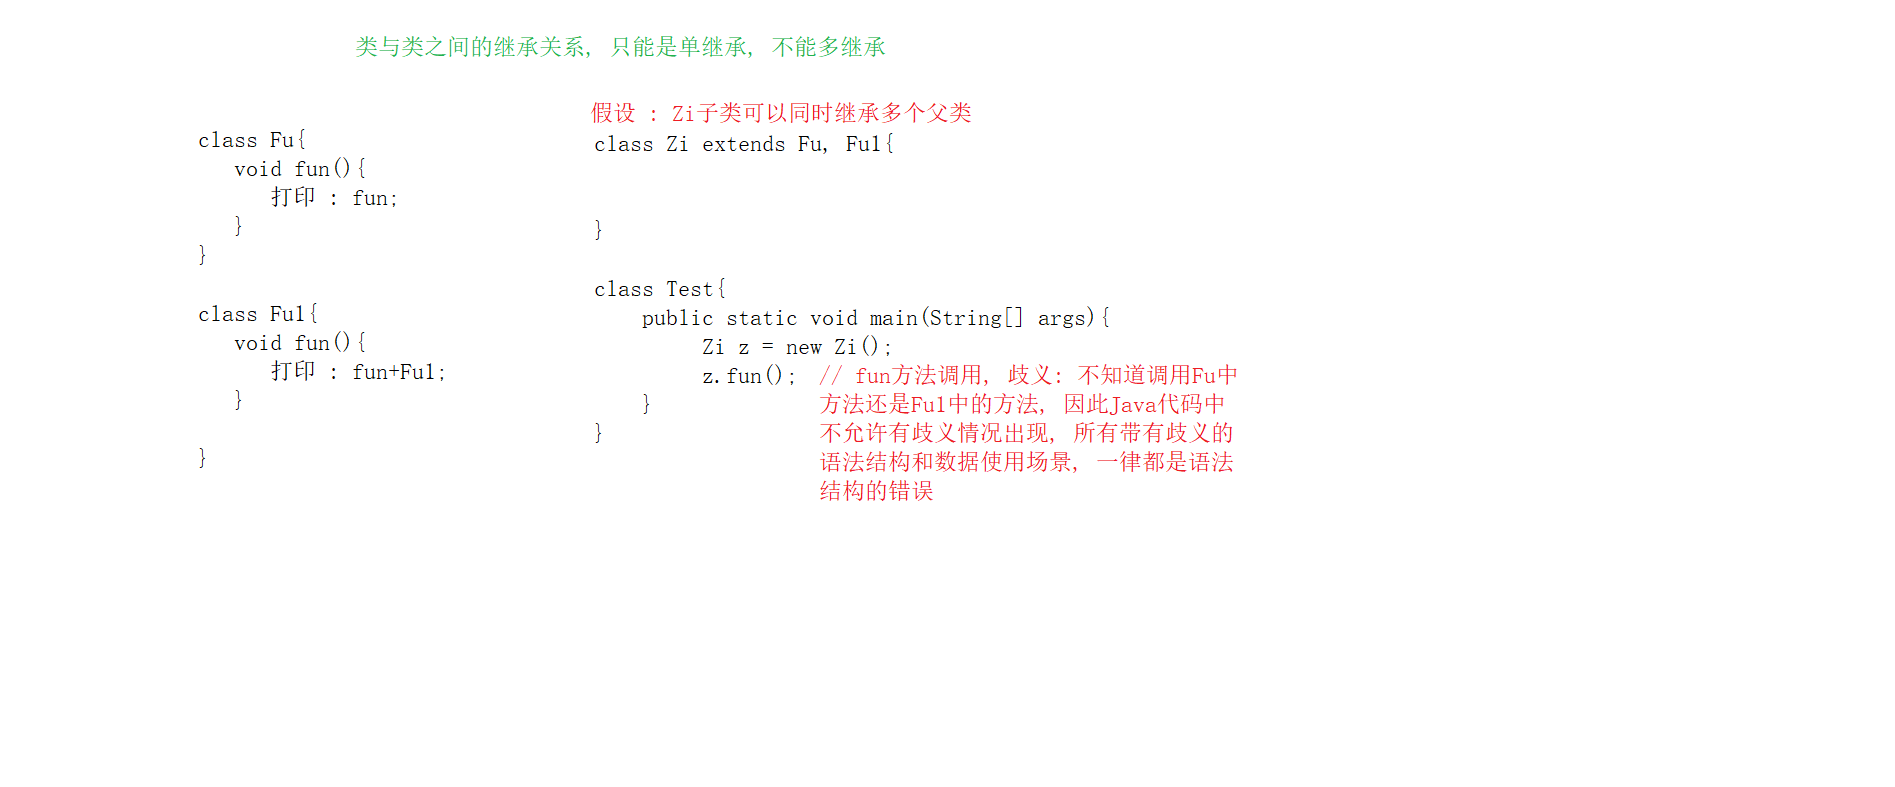 类与类之间的继承关系, 只能是单继承, 不能多继承
class Fu{
void fun(){
打印 : fun;
}
}
class Fu1{
void fun(){
打印 : fun+Fu1;
}
}
假设 : Zi子类可以同时继承多个父类
class Zi extends Fu, Fu1{
}
class Test{
public static void main(String[] args){
Zi z = new Zi();
z.fun(); // fun方法调用, 歧义: 不知道调用Fu中
} 方法还是Fu1中的方法, 因此Java代码中
} 不允许有歧义情况出现, 所有带有歧义的
语法结构和数据使用场景, 一律都是语法
结构的错误